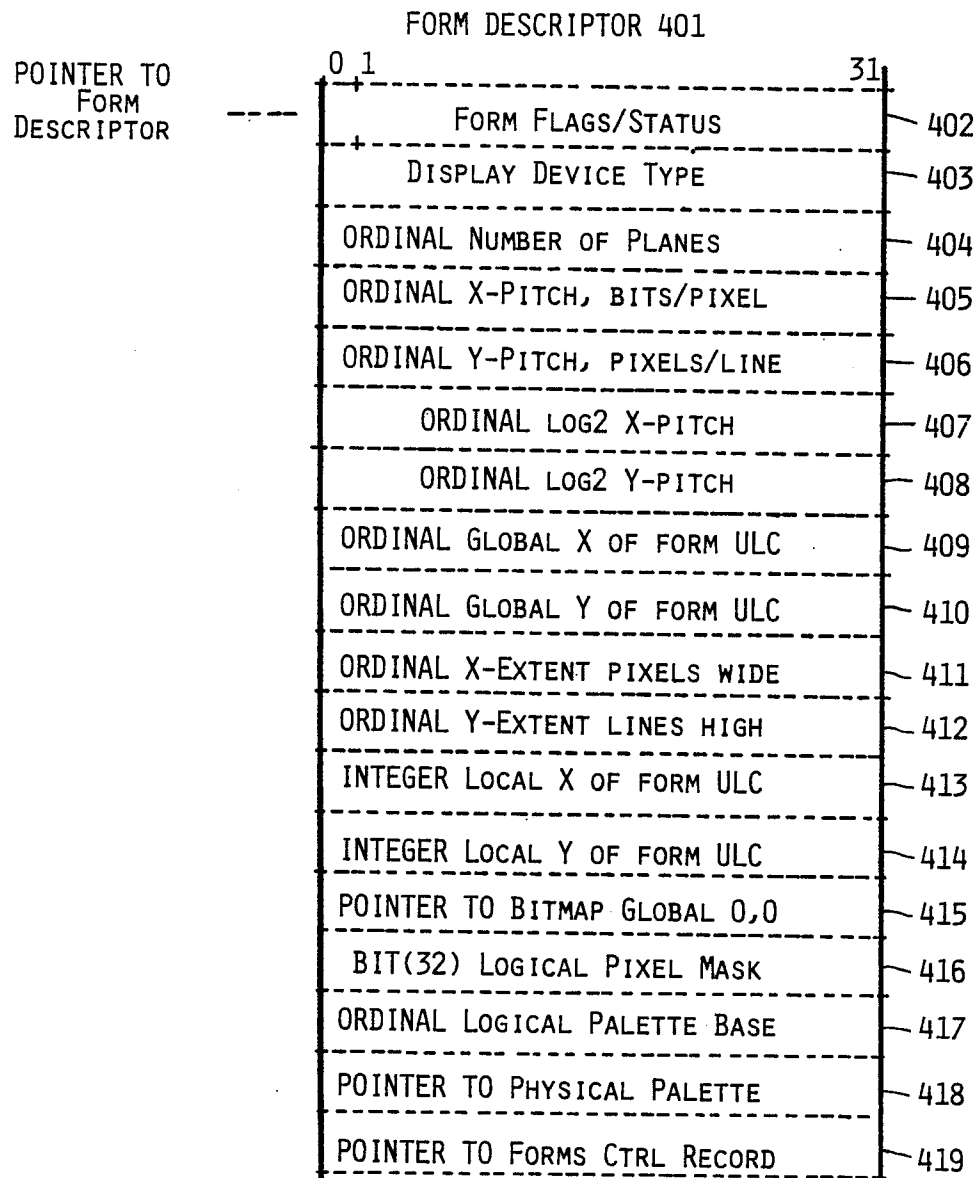 FORM DESCRIPTOR 401
0 1 31
POINTER TO
FORM
DESCRIPTOR
FORM FLAGS/STATUS 402
DISPLAY DEVICE TYPE 403
ORDINAL NUMBER OF PLANES 404
ORDINAL X-PITCH, BITS/PIXEL 405
ORDINAL Y-PITCH, PIXELS/LINE 406
ORDINAL LOG2 X-PITCH 407
ORDINAL LOG2 Y-PITCH 408
ORDINAL GLOBAL X OF FORM ULC 409
ORDINAL GLOBAL Y OF FORM ULC 410
ORDINAL X-EXTENT PIXELS WIDE 411
ORDINAL Y-EXTENT LINES HIGH 412
INTEGER LOCAL X OF FORM ULC 413
INTEGER LOCAL Y OF FORM ULC 414
POINTER TO BITMAP GLOBAL 0,0 415
BIT(32) LOGICAL PIXEL MASK 416
ORDINAL LOGICAL PALETTE BASE 417
POINTER TO PHYSICAL PALETTE 418
POINTER TO FORMS CTRL RECORD 419